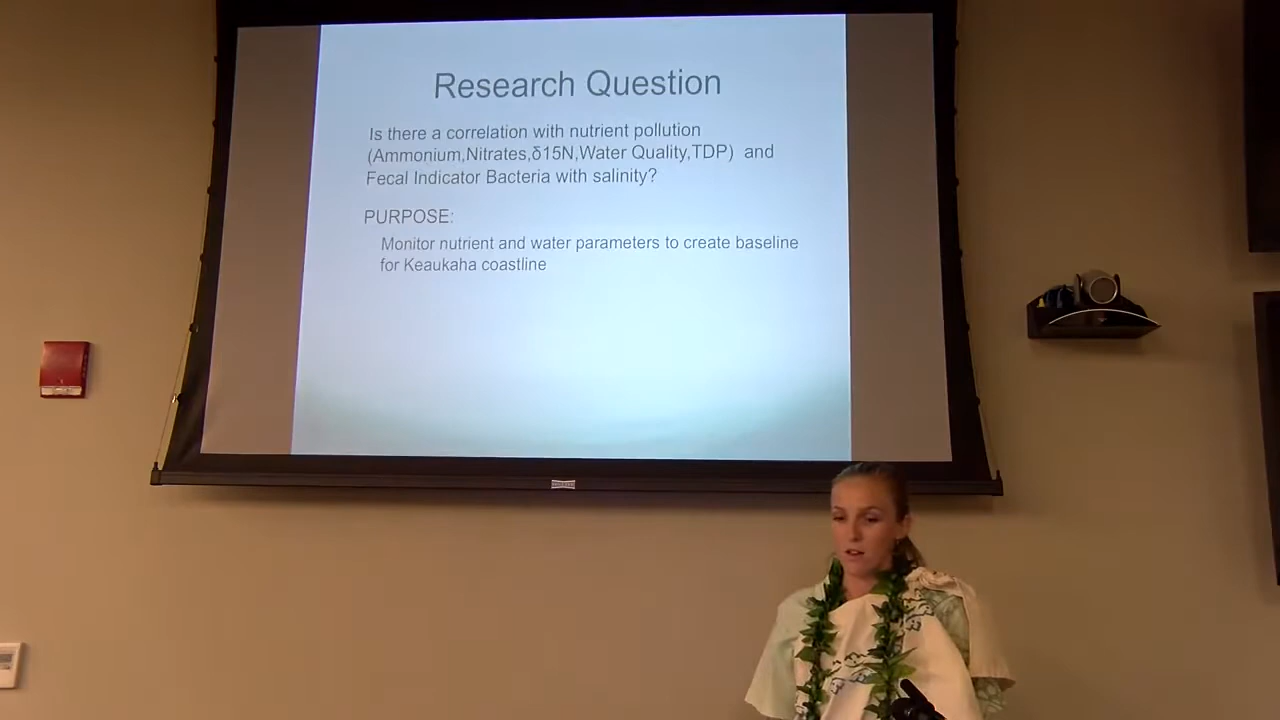 Research Question
Is there a correlation with nutrient pollution
(Ammonium,Nitrates,δ15N,Water Quality,TDP) and
Fecal Indicator Bacteria with salinity?
PURPOSE:
Monitor nutrient and water parameters to create baseline
for Keaukaha coastline